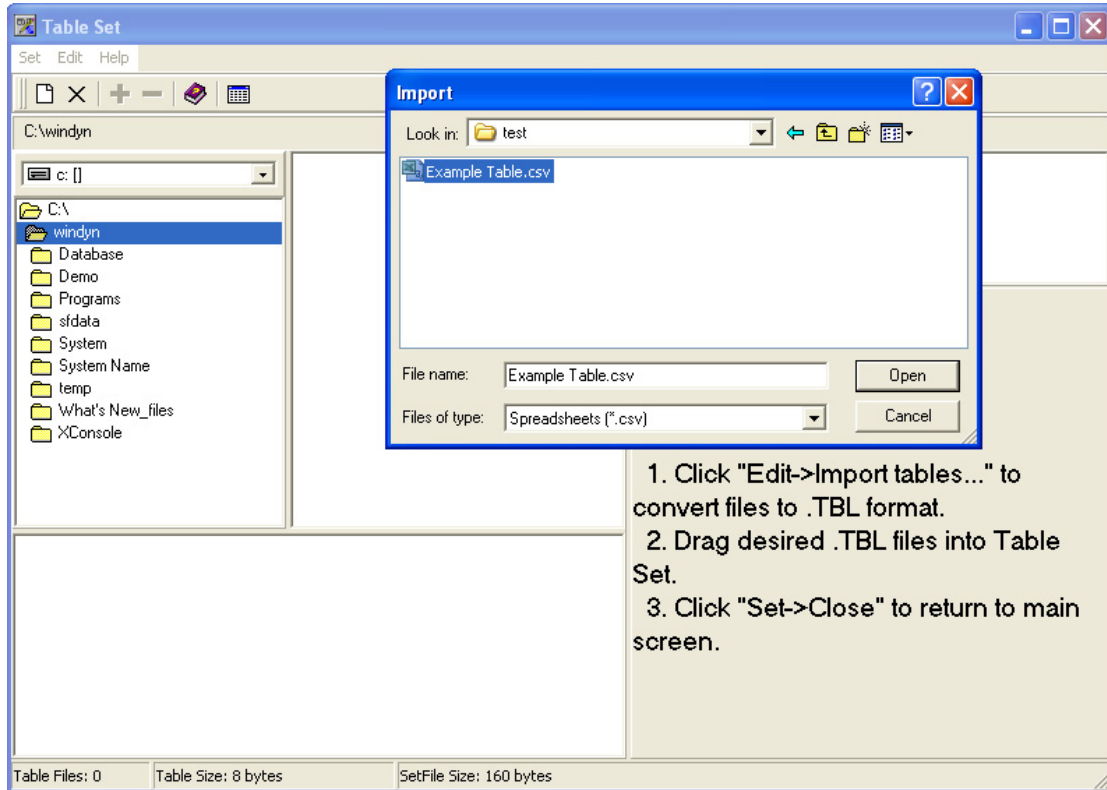 Table Set
Set Edit Help
C:\windyn
c: []
C:\
windyn
Database
Demo
Programs
sfdata
System
System Name
temp
What's New_files
XConsole
Import
Look in: test
Example Table.csv
File name: Example Table.csv
Open
Files of type: Spreadsheets (*.csv)
Cancel
1. Click "Edit->Import tables..." to
convert files to .TBL format.
2. Drag desired .TBL files into Table
Set.
3. Click "Set->Close" to return to main
screen.
Table Files: 0 Table Size: 8 bytes SetFile Size: 160 bytes